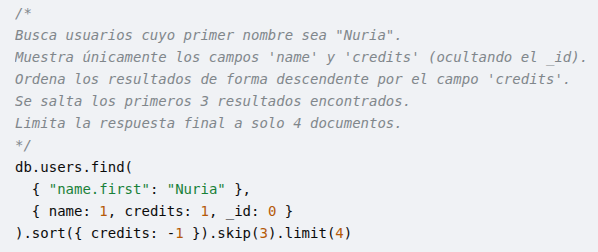 /*
Busca usuarios cuyo primer nombre sea "Nuria".
Muestra únicamente los campos 'name' y 'credits' (ocultando el _id).
Ordena los resultados de forma descendente por el campo 'credits'.
Se salta los primeros 3 resultados encontrados.
Limita la respuesta final a solo 4 documentos.
*/
db.users.find(
  { "name.first": "Nuria" },
  { name: 1, credits: 1, _id: 0 }
).sort({ credits: -1 }).skip(3).limit(4)